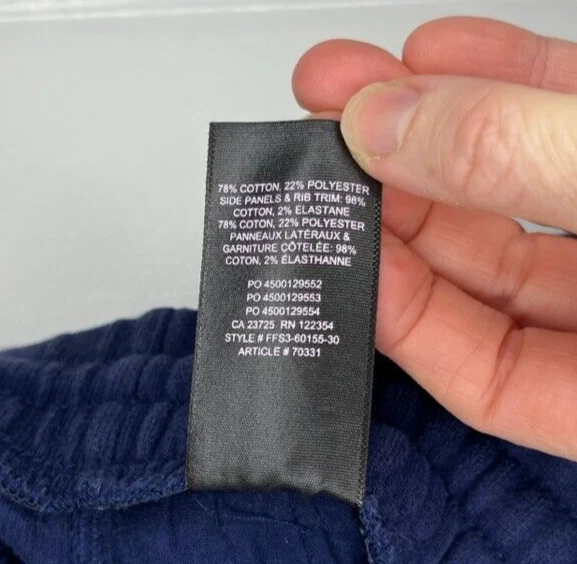 78% COTTON, 22% POLYESTER
SIDE PANELS & RIB TRIM: 98%
COTTON, 2% ELASTANE
78% COTON, 22% POLYESTER
PANNEAUX LATÉRAUX &
GARNITURE CÔTELÉE: 98%
COTON, 2% ÉLASTHANNE
PO 4500129552
PO 4500129553
PO 4500129554
CA 23725 RN 122354
STYLE # FFS3-60155-30
ARTICLE # 70331